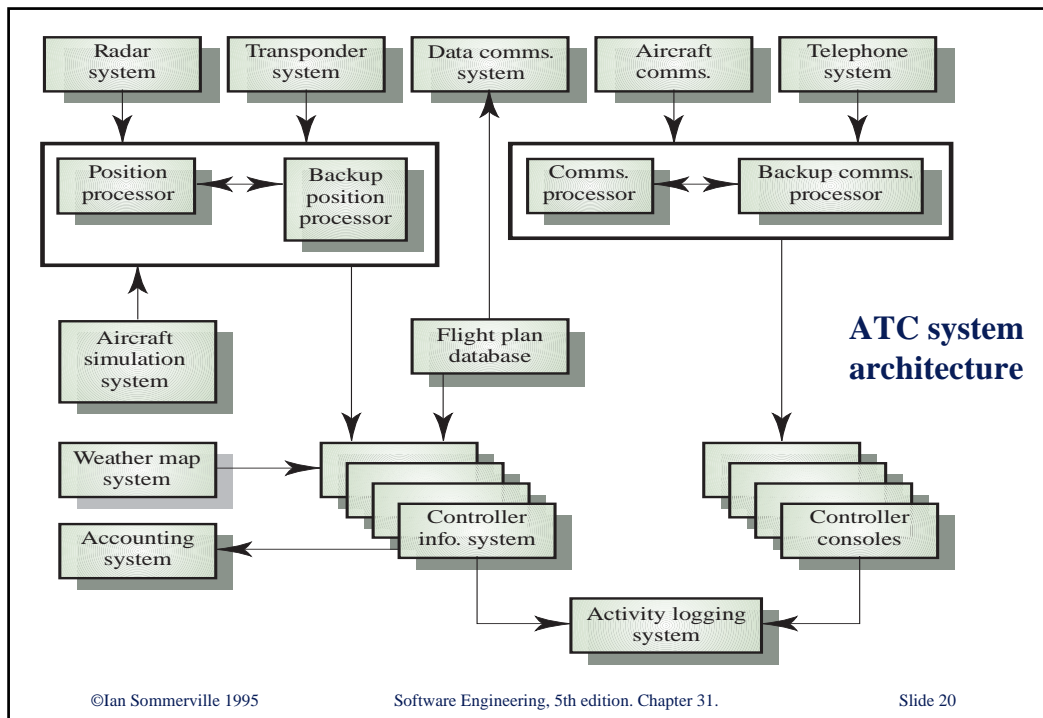 Radar
system
Transponder
system
Data comms.
system
Aircraft
comms.
Telephone
system
Position
processor
Backup
position
processor
Comms.
processor
Backup comms.
processor
Aircraft
simulation
system
Flight plan
database
ATC system
architecture
Weather map
system
Accounting
system
Controller
info. system
Controller
consoles
Activity logging
system
©Ian Sommerville 1995
Software Engineering, 5th edition. Chapter 31.
Slide 20